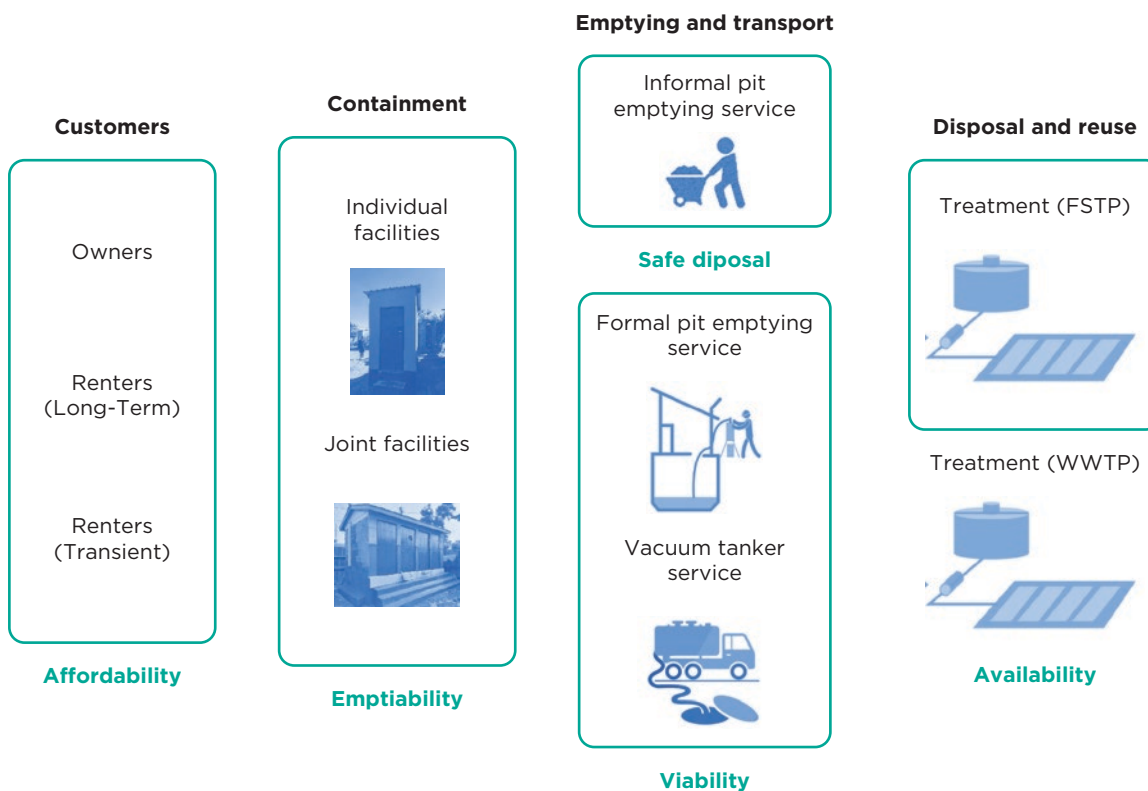 Customers
Owners
Renters
(Long-Term)
Renters
(Transient)
Affordability
Containment
Individual
facilities
Joint facilities
Emptiability
Emptying and transport
Informal pit
emptying service
Safe diposal
Formal pit emptying
service
Vacuum tanker
service
Viability
Disposal and reuse
Treatment (FSTP)
Treatment (WWTP)
Availability